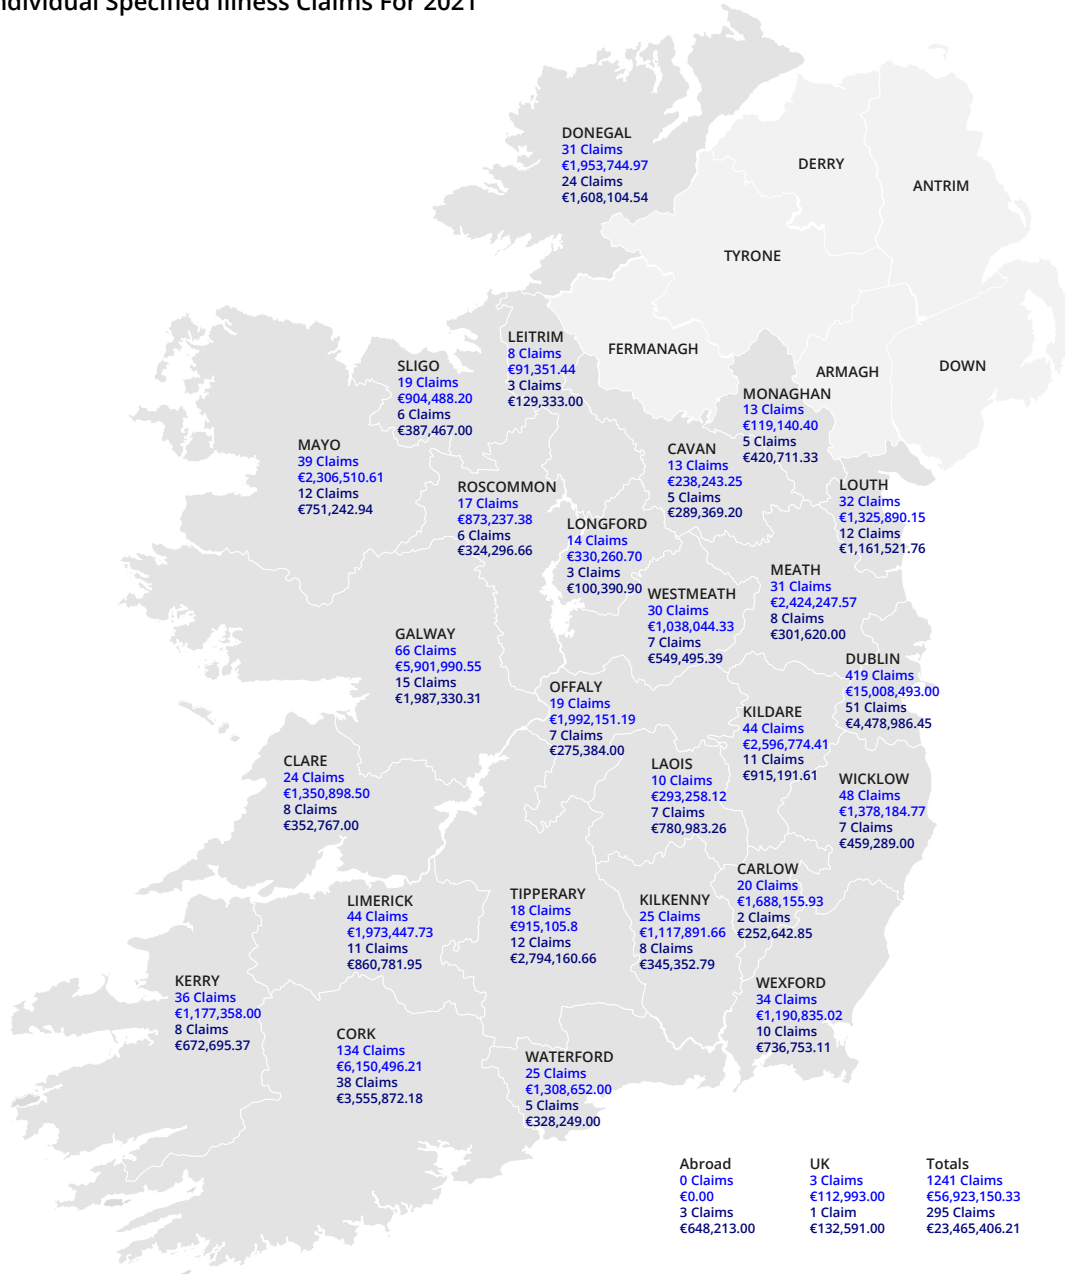 ndividual Specified Illness Claims For 2021
DONEGAL
31 Claims
€1,953,744.97
24 Claims
€1,608,104.54
DERRY
ANTRIM
TYRONE
FERMANAGH
ARMAGH
DOWN
LEITRIM
8 Claims
€91,351.44
3 Claims
€129,333.00
SLIGO
19 Claims
€904,488.20
6 Claims
€387,467.00
MONAGHAN
13 Claims
€119,140.40
5 Claims
€420,711.33
MAYO
39 Claims
€2,306,510.61
12 Claims
€751,242.94
CAVAN
13 Claims
€238,243.25
5 Claims
€289,369.20
ROSCOMMON
17 Claims
€873,237.38
6 Claims
€324,296.66
LOUTH
32 Claims
€1,325,890.15
12 Claims
€1,161,521.76
LONGFORD
14 Claims
€330,260.70
3 Claims
€100,390.90
MEATH
31 Claims
€2,424,247.57
8 Claims
€301,620.00
WESTMEATH
30 Claims
€1,038,044.33
7 Claims
€549,495.39
GALWAY
66 Claims
€5,901,990.55
15 Claims
€1,987,330.31
DUBLIN
419 Claims
€15,008,493.00
51 Claims
€4,478,986.45
OFFALY
19 Claims
€1,992,151.19
7 Claims
€275,384.00
KILDARE
44 Claims
€2,596,774.41
11 Claims
€915,191.61
CLARE
24 Claims
€1,350,898.50
8 Claims
€352,767.00
LAOIS
10 Claims
€293,258.12
7 Claims
€780,983.26
WICKLOW
48 Claims
€1,378,184.77
7 Claims
€459,289.00
CARLOW
20 Claims
€1,688,155.93
2 Claims
€252,642.85
LIMERICK
44 Claims
€1,973,447.73
11 Claims
€860,781.95
TIPPERARY
18 Claims
€915,105.8
12 Claims
€2,794,160.66
KILKENNY
25 Claims
€1,117,891.66
8 Claims
€345,352.79
KERRY
36 Claims
€1,177,358.00
8 Claims
€672,695.37
WEXFORD
34 Claims
€1,190,835.02
10 Claims
€736,753.11
CORK
134 Claims
€6,150,496.21
38 Claims
€3,555,872.18
WATERFORD
25 Claims
€1,308,652.00
5 Claims
€328,249.00
Abroad
0 Claims
€0.00
3 Claims
€648,213.00
UK
3 Claims
€112,993.00
1 Claim
€132,591.00
Totals
1241 Claims
€56,923,150.33
295 Claims
€23,465,406.21